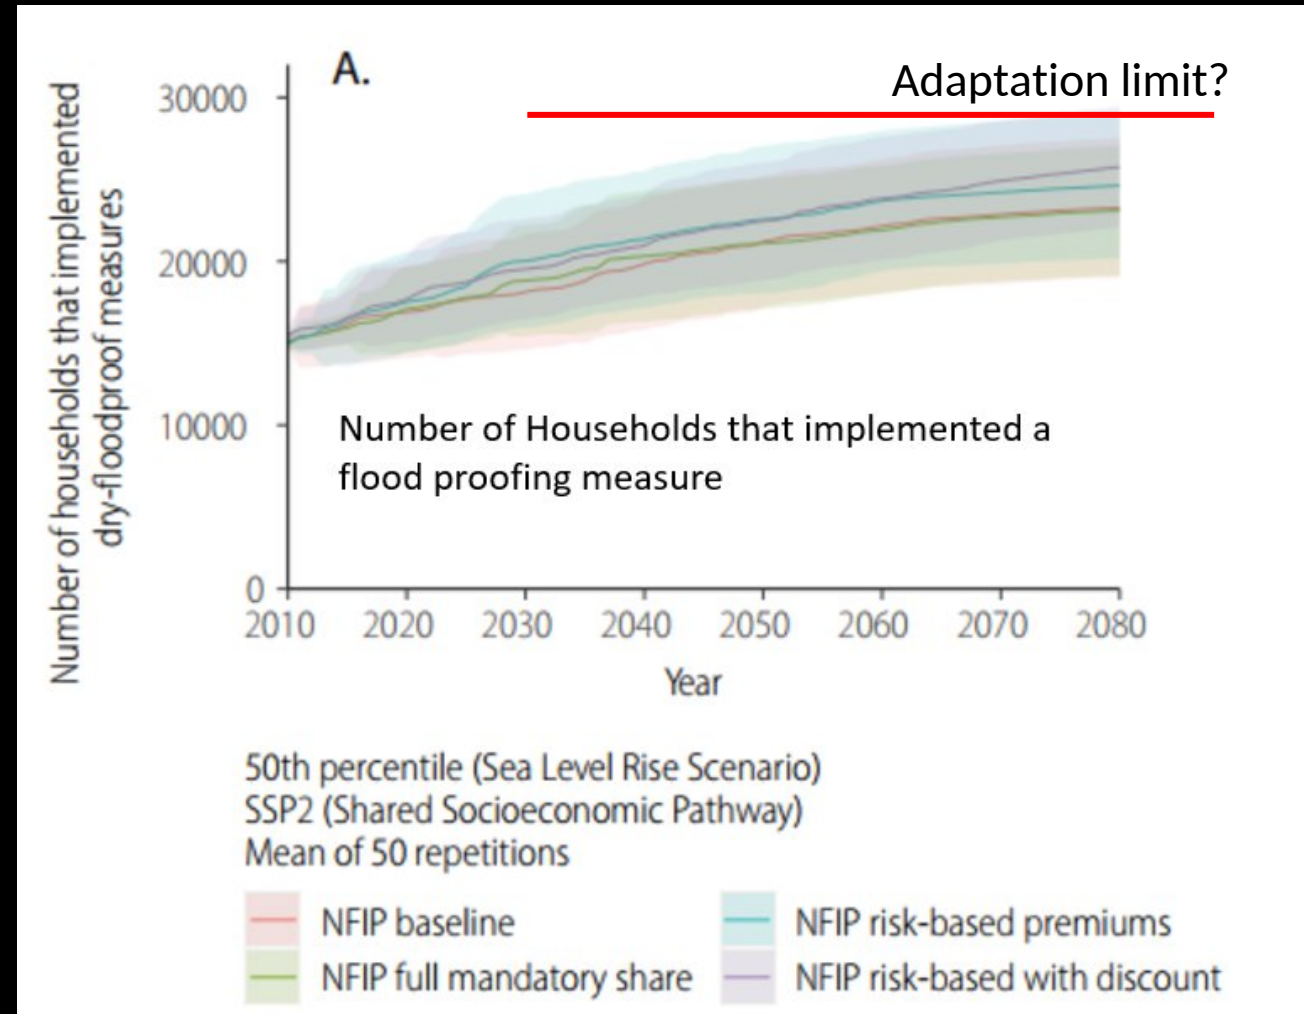 A.
Adaptation limit?
Number of households that implemented
dry-floodproof measures
30000
20000
10000
0
Number of Households that implemented a
flood proofing measure
2010 2020 2030 2040 2050 2060 2070 2080
Year
50th percentile (Sea Level Rise Scenario)
SSP2 (Shared Socioeconomic Pathway)
Mean of 50 repetitions
NFIP baseline
NFIP risk-based premiums
NFIP full mandatory share
NFIP risk-based with discount